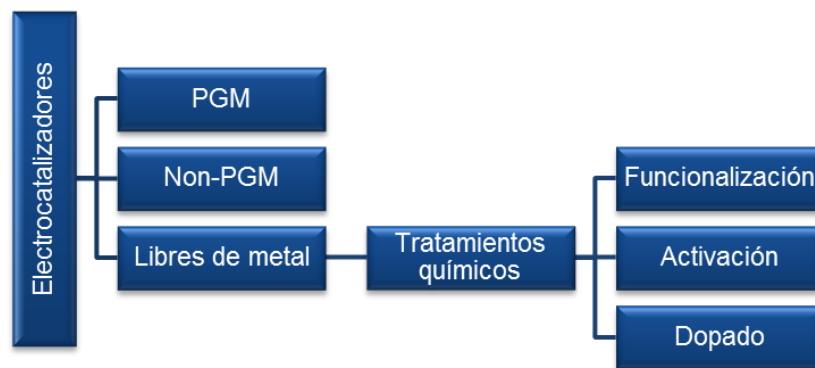 Electrocatalizadores
PGM
Non-PGM
Libres de metal
Tratamientos
químicos
Funcionalización
Activación
Dopado